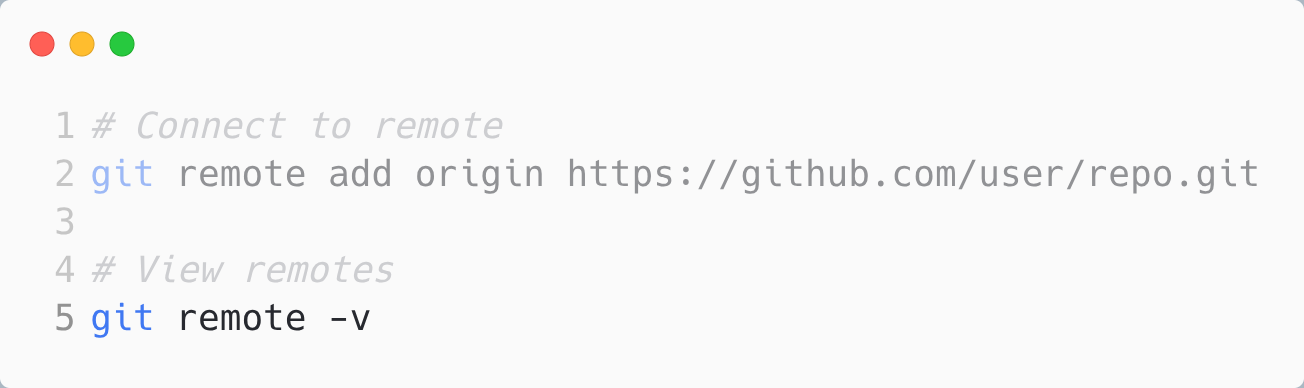 1 # Connect to remote
2 git remote add origin https://github.com/user/repo.git
3
4 # View remotes
5 git remote -v